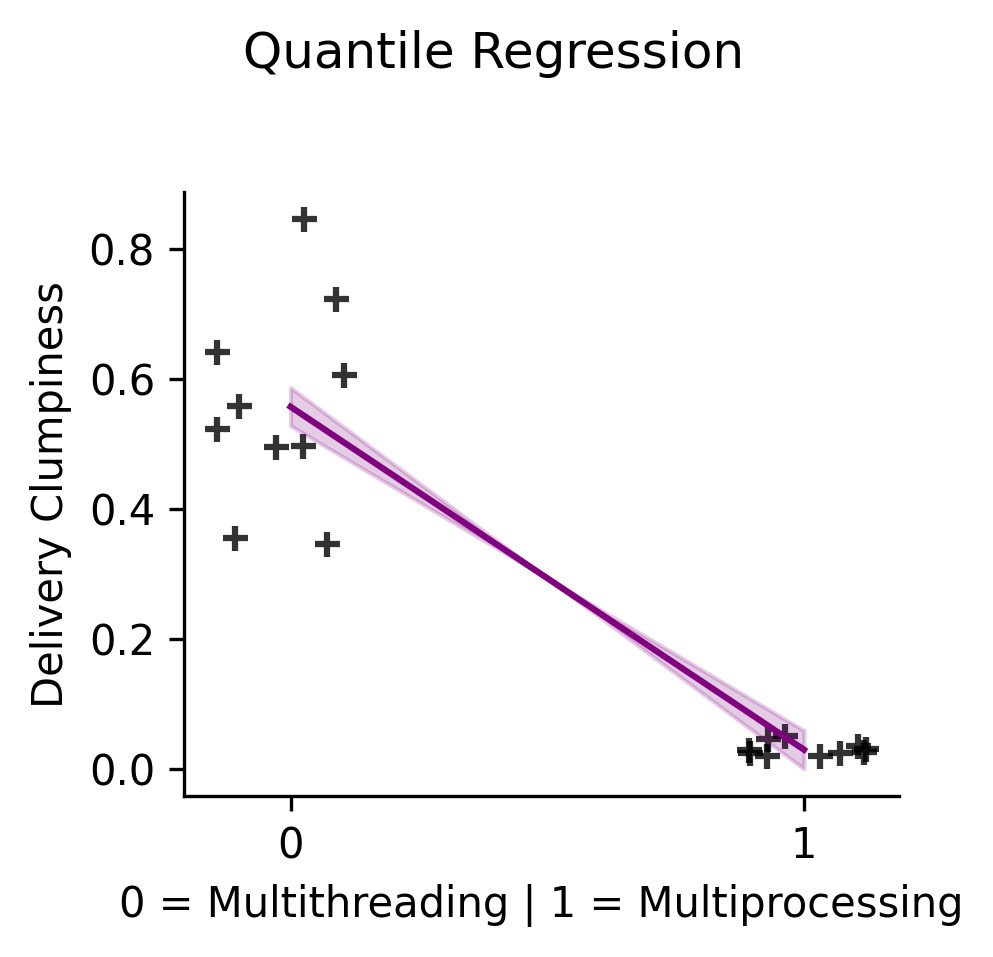 Quantile Regression
Delivery Clumpiness
0.8
0.6
0.4
0.2
0.0
0 1
0 = Multithreading | 1 = Multiprocessing